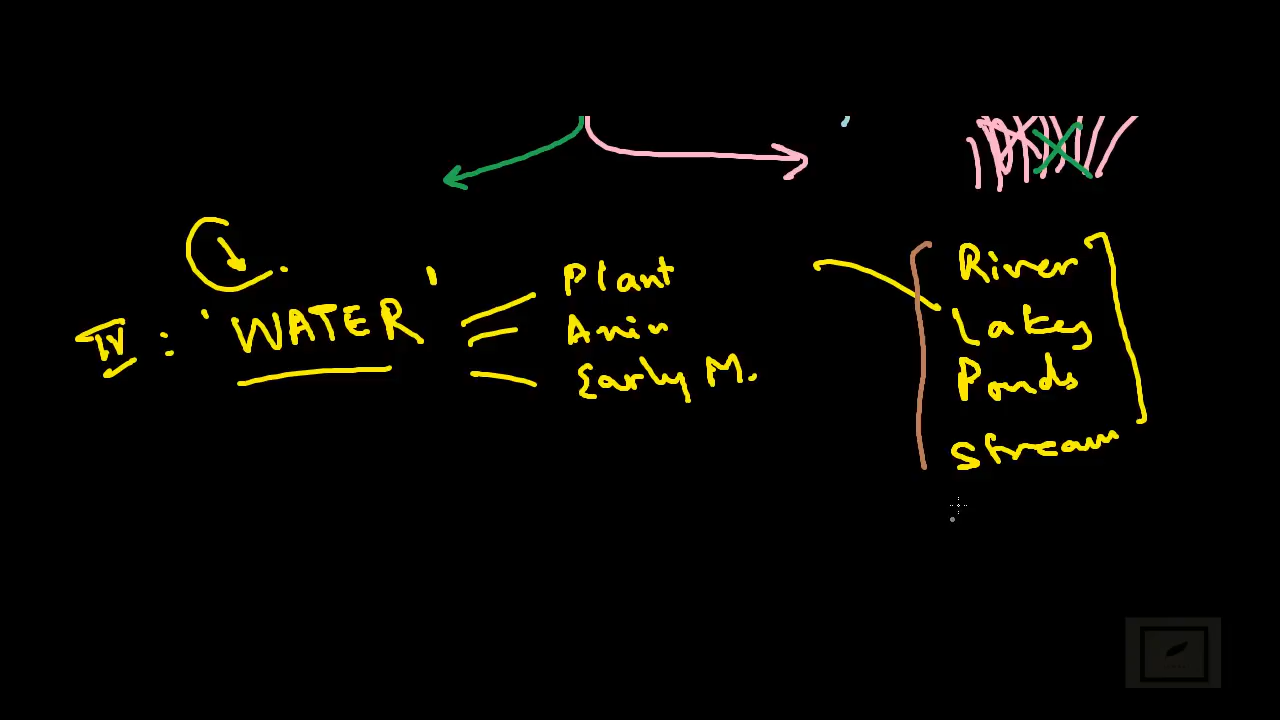 IV : 'WATER'
Plant
Anim
Early M.
River
Lakes
Ponds
Stream